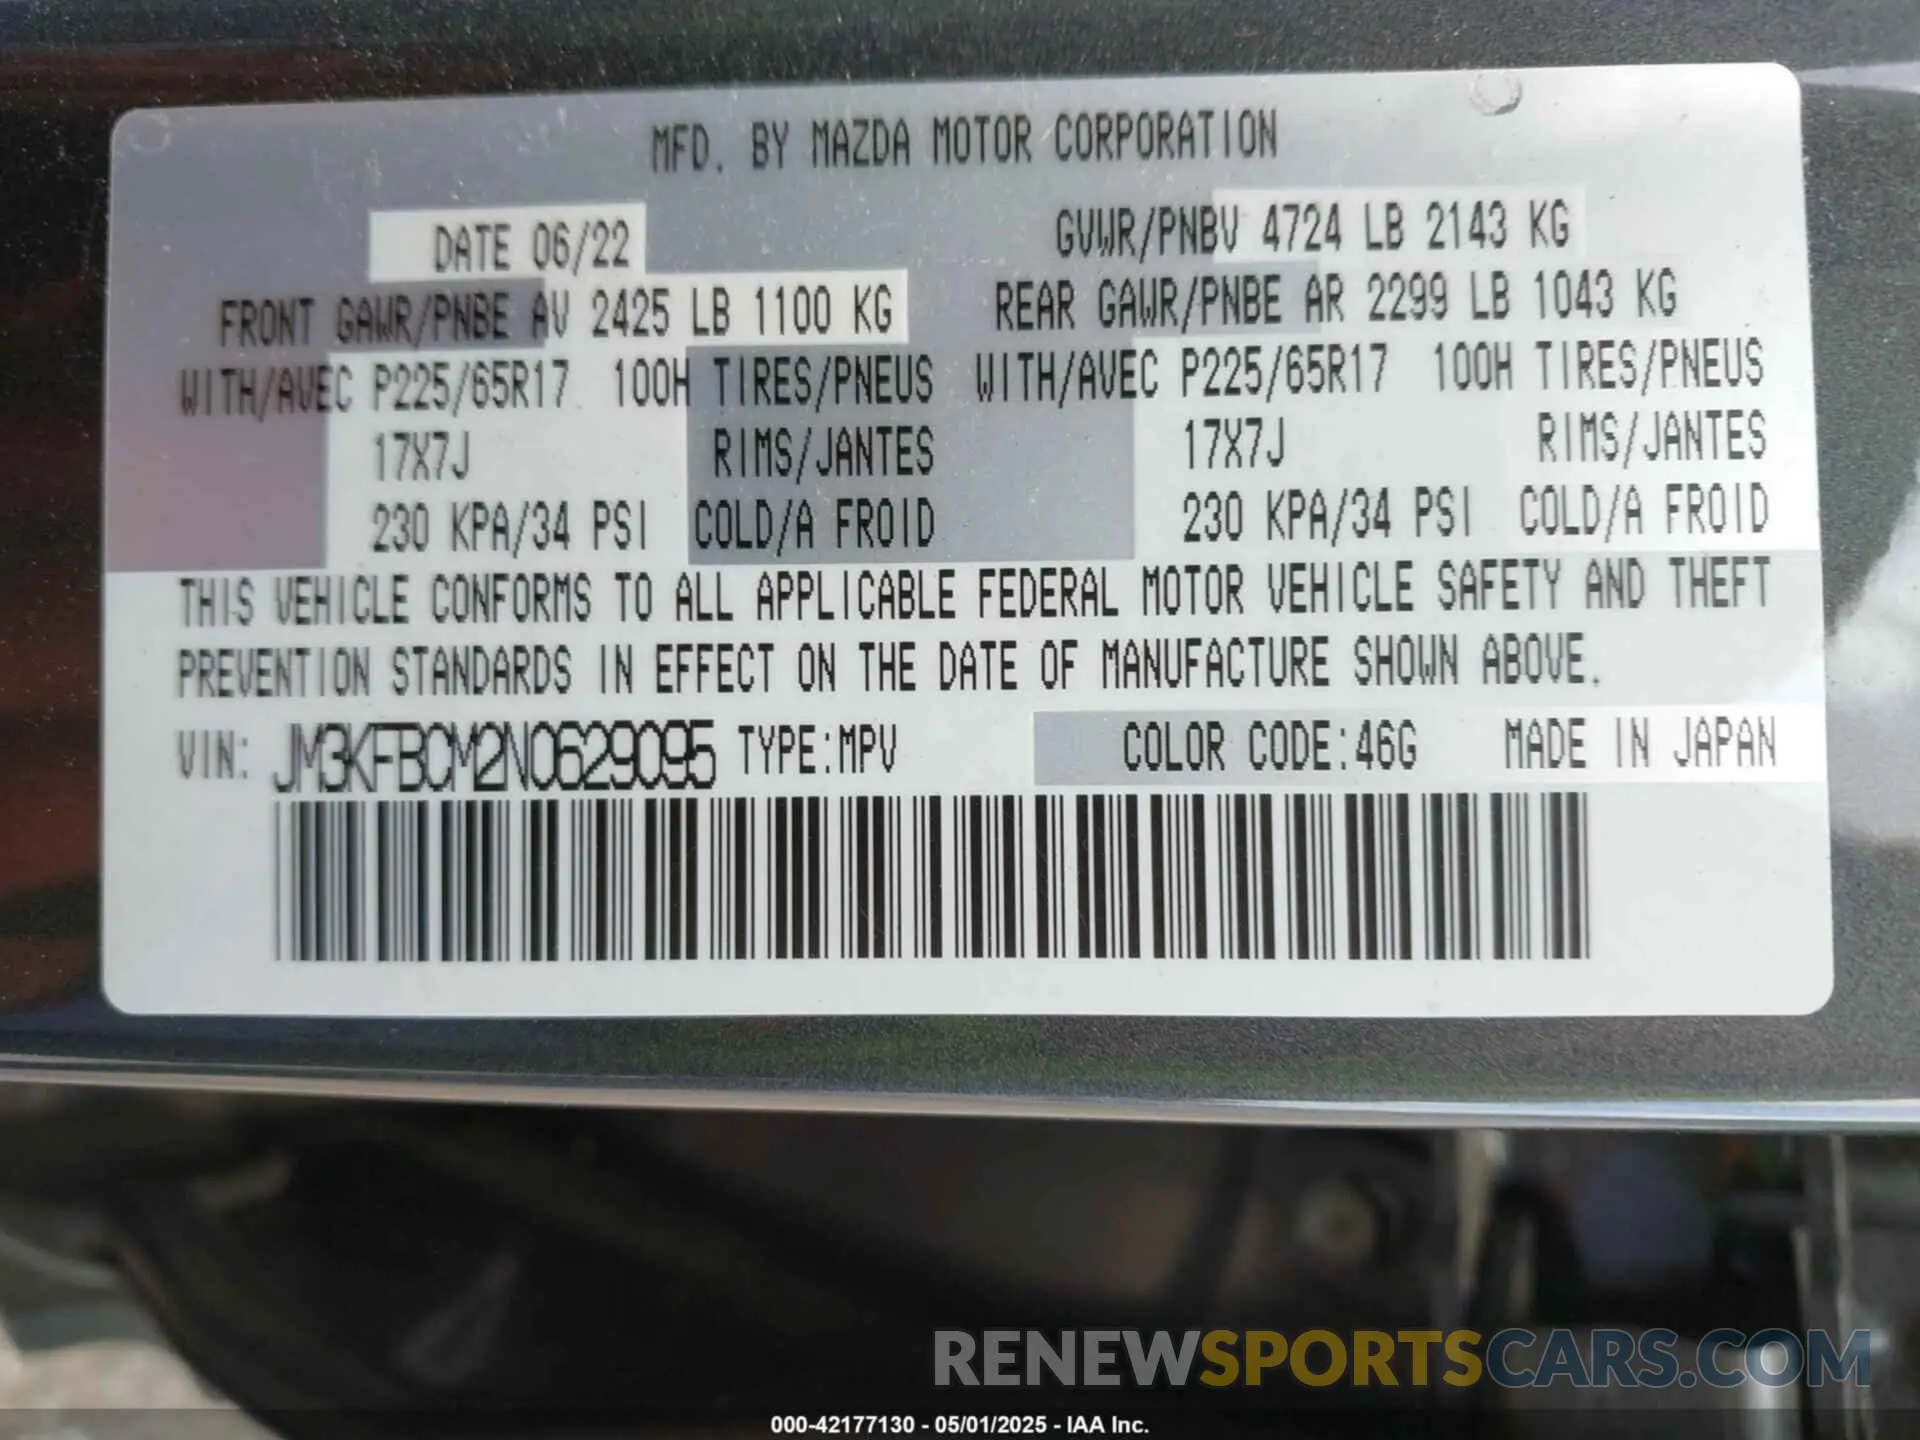 MFD. BY MAZDA MOTOR CORPORATION
DATE 06/22 GVWR/PNBV 4724 LB 2143 KG
FRONT GAWR/PNBE AV 2425 LB 1100 KG REAR GAWR/PNBE AR 2299 LB 1043 KG
WITH/AVEC P225/65R17 100H TIRES/PNEUS WITH/AVEC P225/65R17 100H TIRES/PNEUS
17X7J RIMS/JANTES 17X7J RIMS/JANTES
230 KPA/34 PSI COLD/A FROID 230 KPA/34 PSI COLD/A FROID
THIS VEHICLE CONFORMS TO ALL APPLICABLE FEDERAL MOTOR VEHICLE SAFETY AND THEFT
PREVENTION STANDARDS IN EFFECT ON THE DATE OF MANUFACTURE SHOWN ABOVE.
VIN: JM3KFBCM2N0629095 TYPE:MPV COLOR CODE:46G MADE IN JAPAN
RENEWSPORTSCARS.COM
000-42177130 - 05/01/2025 - IAA Inc.